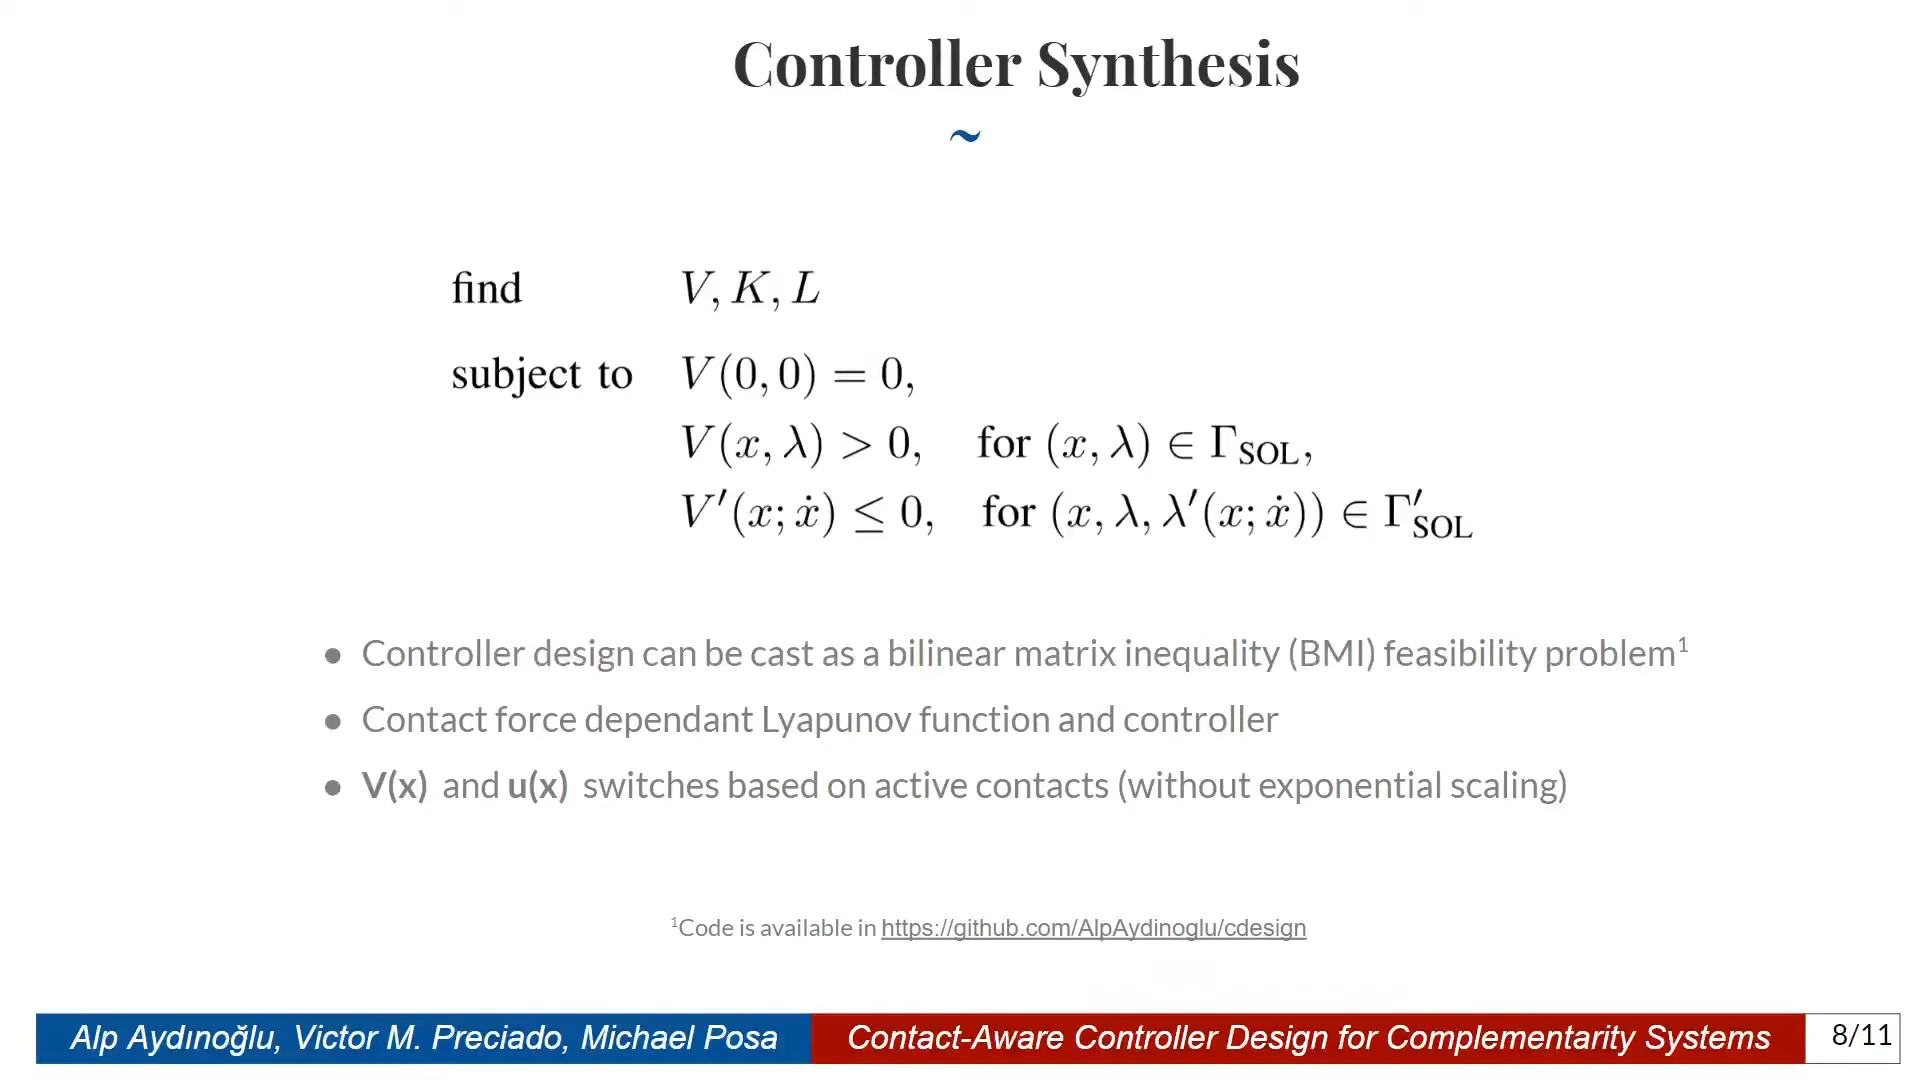 Controller Synthesis
~
find V, K, L
subject to V(0, 0) = 0,
V(x, λ) > 0, for (x, λ) ∈ Γ_SOL,
V′(x; ẋ) ≤ 0, for (x, λ, λ′(x; ẋ)) ∈ Γ′_SOL
● Controller design can be cast as a bilinear matrix inequality (BMI) feasibility problem¹
● Contact force dependant Lyapunov function and controller
● V(x) and u(x) switches based on active contacts (without exponential scaling)
¹Code is available in https://github.com/AlpAydinoglu/cdesign
Alp Aydınoğlu, Victor M. Preciado, Michael Posa Contact-Aware Controller Design for Complementarity Systems 8/11